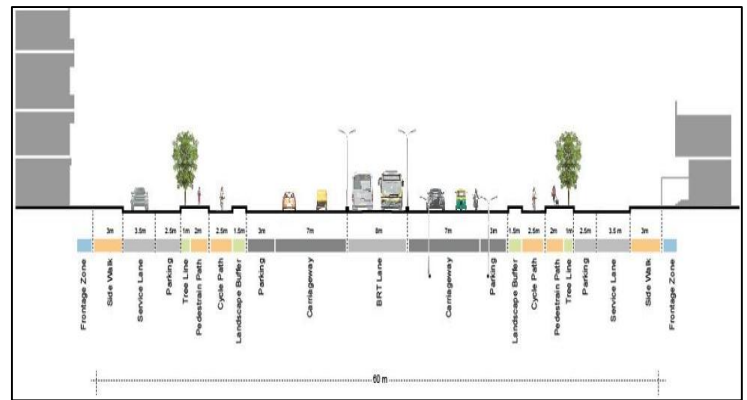 3m 3.5m 2.5m 1m 2m 2.5m 1.5m 3m 7m 8m 7m 3m 1.5m 2.5m 2m 1m 2.5m 3.5 m 3m
Frontage Zone
Side Walk
Service Lane
Parking
Tree Line
Pedestrain Path
Cycle Path
Landscape Buffer
Parking
Carriageway
BRT Lane
Carriageway
Parking
Landscape Buffer
Cycle Path
Pedestrain Path
Tree Line
Parking
Service Lane
Side Walk
Frontage Zone
60 m